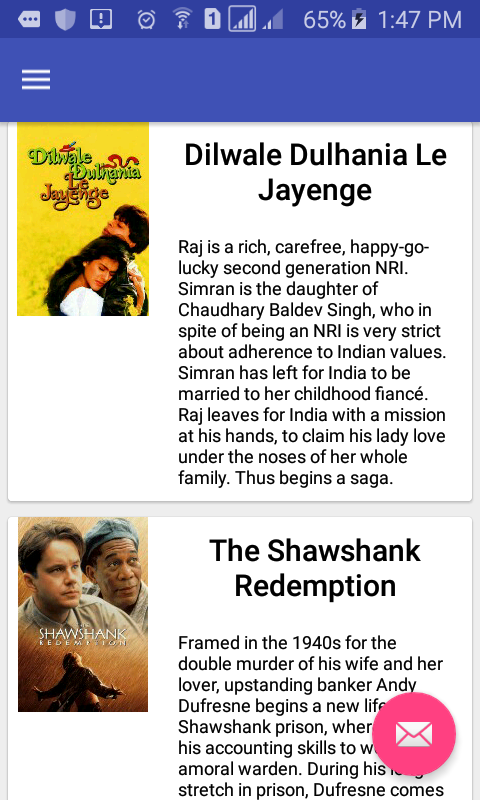 1 65% 1:47 PM
Dilwale
Dulhania
Le
Jayenge
Dilwale Dulhania Le
Jayenge
Raj is a rich, carefree, happy-go-
lucky second generation NRI.
Simran is the daughter of
Chaudhary Baldev Singh, who in
spite of being an NRI is very strict
about adherence to Indian values.
Simran has left for India to be
married to her childhood fiancé.
Raj leaves for India with a mission
at his hands, to claim his lady love
under the noses of her whole
family. Thus begins a saga.
THE
SHAWSHANK
REDEMPTION
The Shawshank
Redemption
Framed in the 1940s for the
double murder of his wife and her
lover, upstanding banker Andy
Dufresne begins a new life
Shawshank prison, wher
his accounting skills to w
amoral warden. During his long
stretch in prison, Dufresne comes